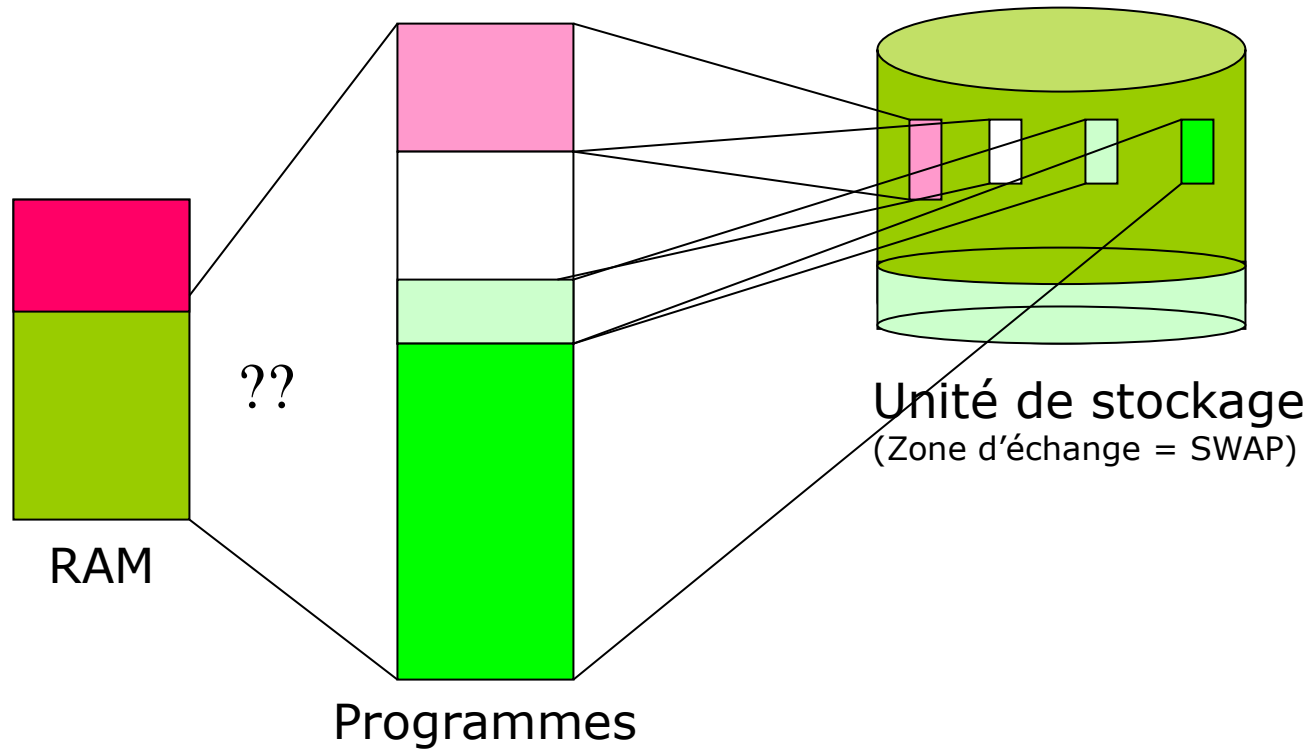 ??
Unité de stockage
(Zone d'échange = SWAP)
RAM
Programmes